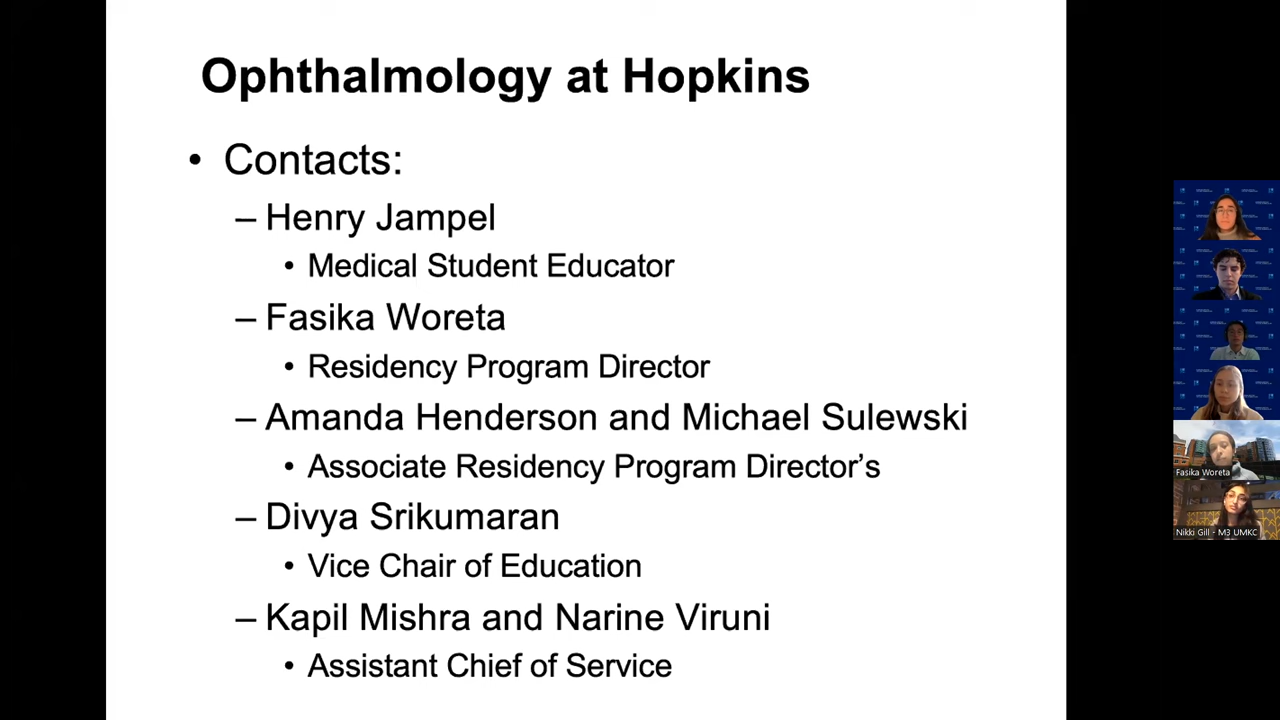 Ophthalmology at Hopkins
• Contacts:
– Henry Jampel
• Medical Student Educator
– Fasika Woreta
• Residency Program Director
– Amanda Henderson and Michael Sulewski
• Associate Residency Program Director's
– Divya Srikumaran
• Vice Chair of Education
– Kapil Mishra and Narine Viruni
• Assistant Chief of Service
Fasika Woreta
Nikki Gill - M3 UMKC